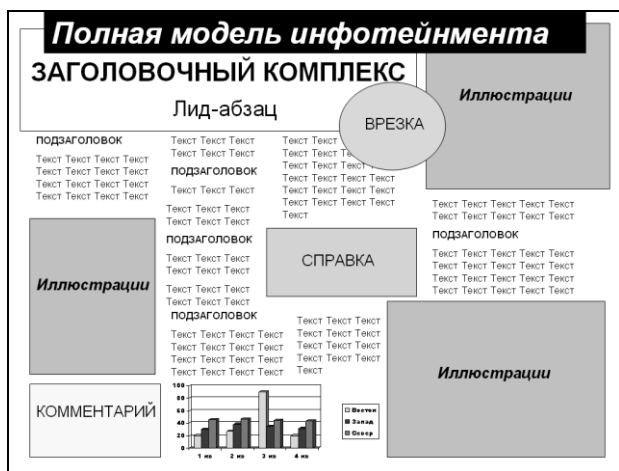 Полная модель инфотейнмента
ЗАГОЛОВОЧНЫЙ КОМПЛЕКС
Лид-абзац
ВРЕЗКА
Иллюстрации
ПОДЗАГОЛОВОК
Текст Текст Текст Текст
Текст Текст Текст Текст
Текст Текст Текст Текст
Текст Текст Текст Текст
Иллюстрации
КОММЕНТАРИЙ
Текст Текст Текст
Текст Текст Текст
ПОДЗАГОЛОВОК
Текст Текст Текст
Текст Текст Текст
Текст Текст Текст
ПОДЗАГОЛОВОК
Текст Текст Текст
Текст Текст Текст
Текст Текст Текст
Текст Текст Текст
ПОДЗАГОЛОВОК
Текст Текст Текст Текст
Текст Текст Текст Текст
Текст Текст Текст Текст
Текст Текст Текст Текст
Текст Текст Текст
Текст Текст
Текст Текст Текст
Текст Текст Текст Текст
Текст Текст Текст Текст
Текст Текст Текст Текст
Текст
СПРАВКА
Текст Текст Текст
Текст Текст Текст
Текст Текст Текст
Текст Текст Текст
Текст
Текст Текст Текст Текст Текст
Текст Текст Текст Текст Текст
ПОДЗАГОЛОВОК
Текст Текст Текст Текст Текст
Текст Текст Текст Текст Текст
Текст Текст Текст Текст Текст
Иллюстрации
100
80
60
40
20
0
1 кв 2 кв 3 кв 4 кв
Восток
Запад
Север